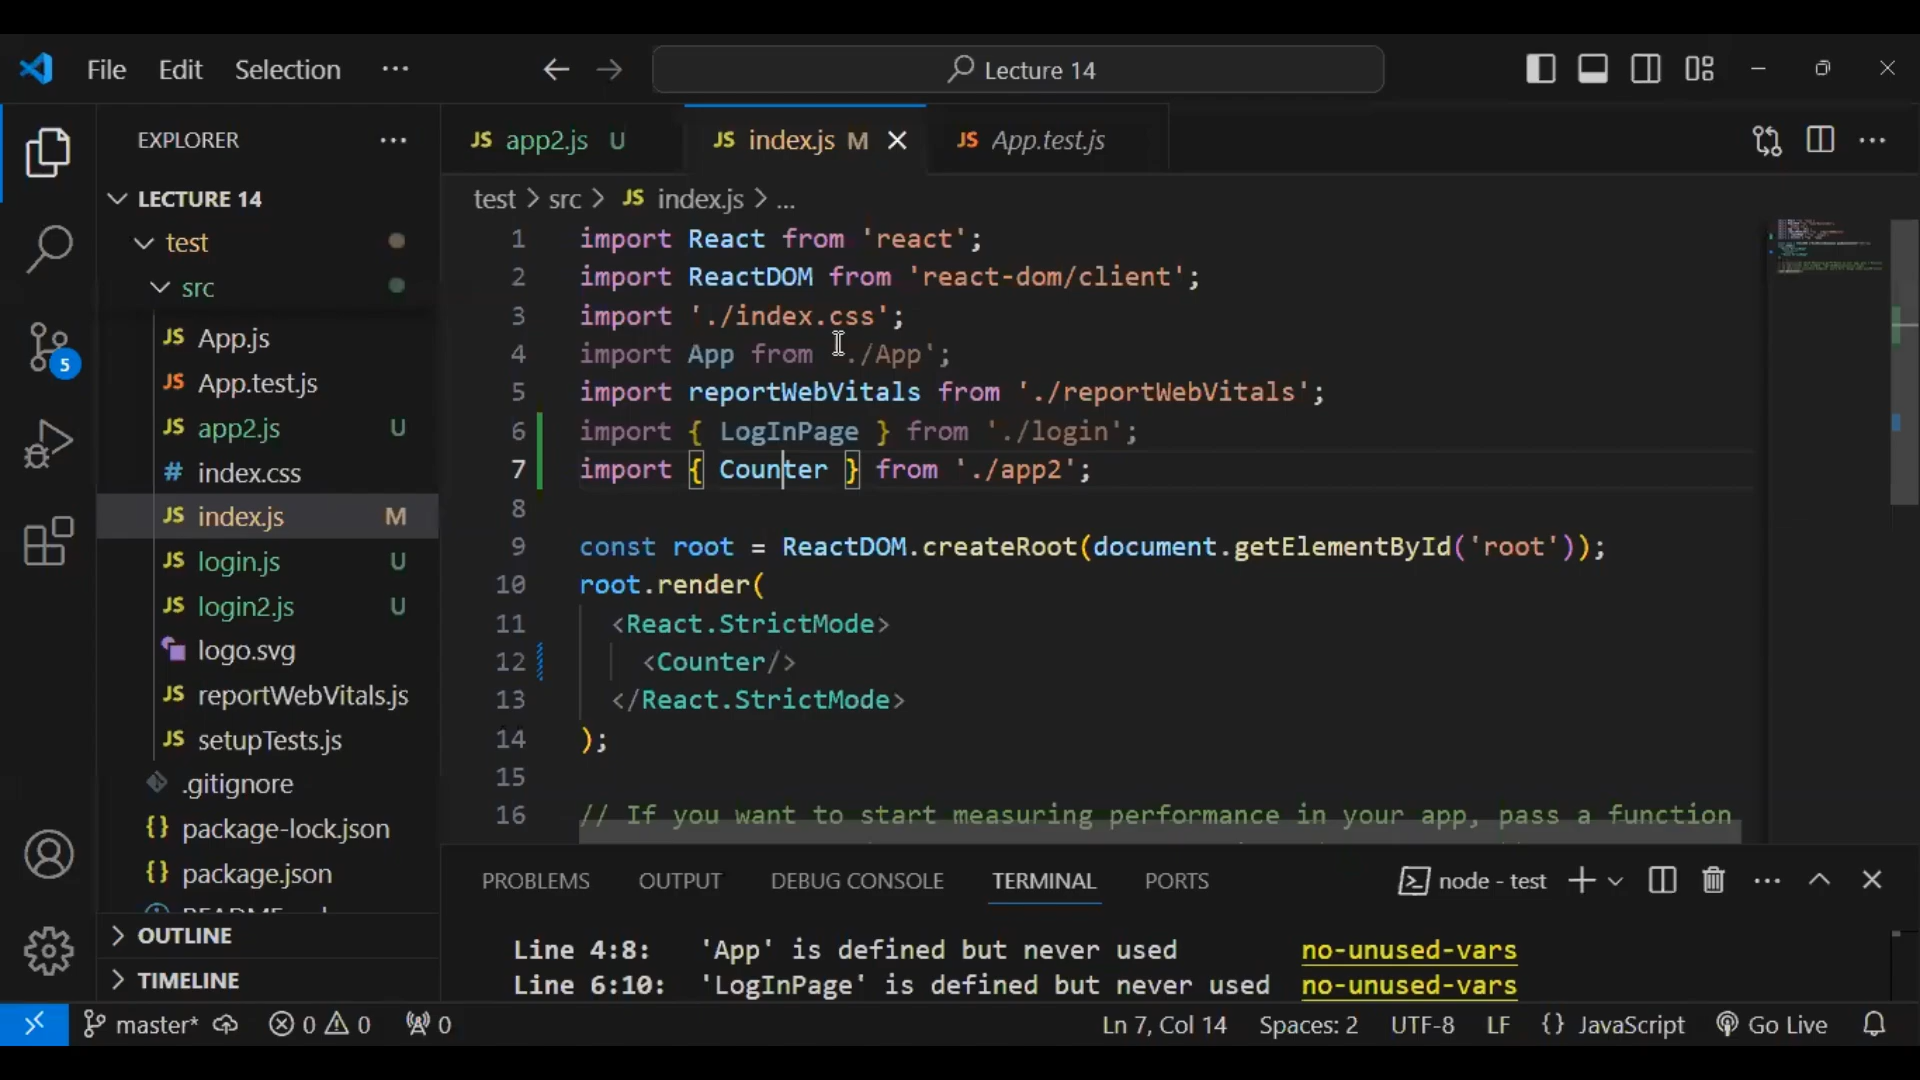 File Edit Selection ··· Lecture 14
EXPLORER ···
LECTURE 14
test
src
JS App.js
JS App.test.js
JS app2.js U
# index.css
JS index.js M
JS login.js U
JS login2.js U
logo.svg
JS reportWebVitals.js
JS setupTests.js
.gitignore
{} package-lock.json
{} package.json
OUTLINE
TIMELINE
5
JS app2.js U JS index.js M JS App.test.js
test > src > JS index.js > ...
1 import React from 'react';
2 import ReactDOM from 'react-dom/client';
3 import './index.css';
4 import App from './App';
5 import reportWebVitals from './reportWebVitals';
6 import { LogInPage } from './login';
7 import { Counter } from './app2';
8
9 const root = ReactDOM.createRoot(document.getElementById('root'));
10 root.render(
11 <React.StrictMode>
12 <Counter/>
13 </React.StrictMode>
14 );
15
16 // If you want to start measuring performance in your app, pass a function
PROBLEMS OUTPUT DEBUG CONSOLE TERMINAL PORTS node - test
Line 4:8: 'App' is defined but never used no-unused-vars
Line 6:10: 'LogInPage' is defined but never used no-unused-vars
master* 0 0 0 Ln 7, Col 14 Spaces: 2 UTF-8 LF {} JavaScript Go Live